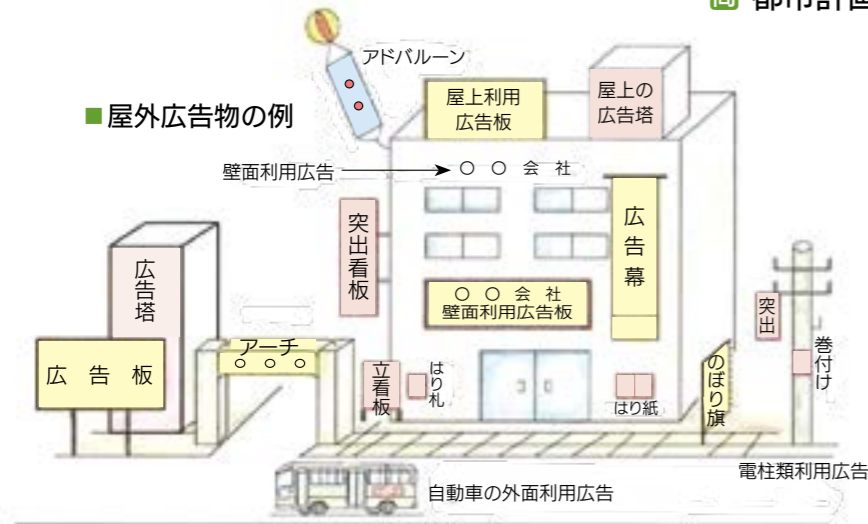 問 都市計画
アドバルーン
■屋外広告物の例
屋上利用
広告板
屋上の
広告塔
壁面利用広告
○ ○ 会 社
突出看板
広告幕
○ ○ 会 社
壁面利用広告板
広告塔
広 告 板
アーチ
○ ○ ○
立看板
はり札
はり紙
のぼり旗
突出
巻付け
電柱類利用広告
自動車の外面利用広告